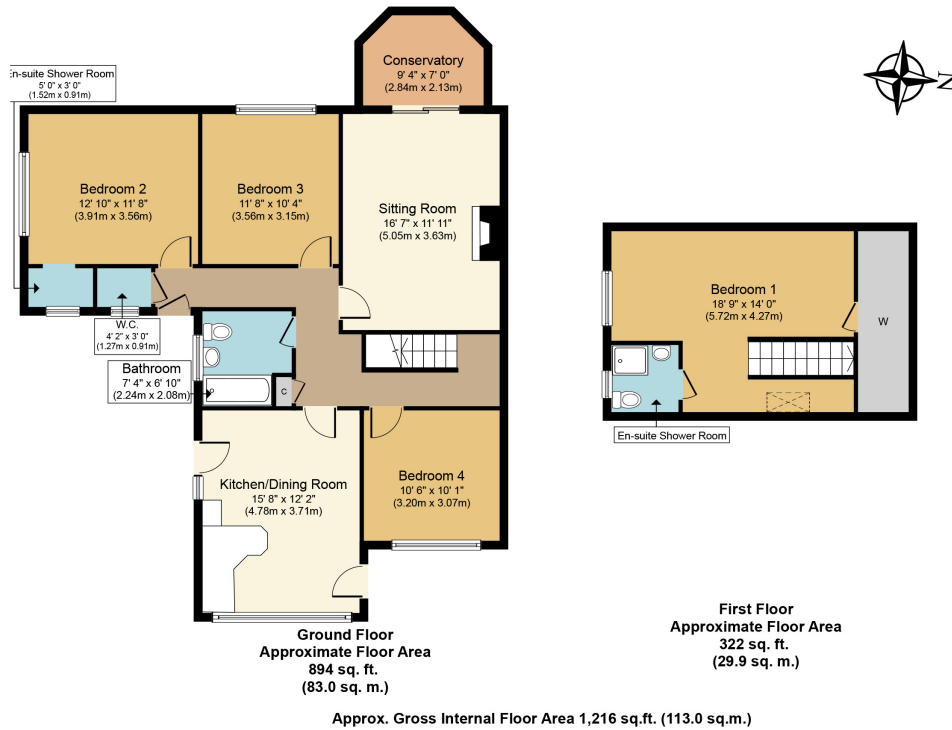 Conservatory
9' 4" x 7' 0"
(2.84m x 2.13m)
N
En-suite Shower Room
5' 0" x 3' 0"
(1.52m x 0.91m)
Bedroom 2
12' 10" x 11' 8"
(3.91m x 3.56m)
Bedroom 3
11' 8" x 10' 4"
(3.56m x 3.15m)
Sitting Room
16' 7" x 11' 11"
(5.05m x 3.63m)
Bedroom 1
18' 9" x 14' 0"
(5.72m x 4.27m)
W
W.C.
4' 2" x 3' 0"
(1.27m x 0.91m)
Bathroom
7' 4" x 6' 10"
(2.24m x 2.08m)
C
En-suite Shower Room
Kitchen/Dining Room
15' 8" x 12' 2"
(4.78m x 3.71m)
Bedroom 4
10' 6" x 10' 1"
(3.20m x 3.07m)
Ground Floor
Approximate Floor Area
894 sq. ft.
(83.0 sq. m.)
First Floor
Approximate Floor Area
322 sq. ft.
(29.9 sq. m.)
Approx. Gross Internal Floor Area 1,216 sq.ft. (113.0 sq.m.)